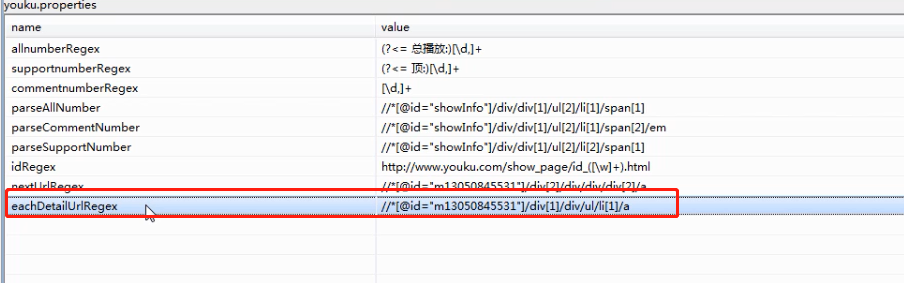 youku.properties
name value
allnumberRegex (?<= 总播放:)[\d,]+
supportnumberRegex (?<= 顶:)[\d,]+
commentnumberRegex [\d,]+
parseAllNumber //*[@id="showInfo"]/div/div[1]/ul[2]/li[1]/span[1]
parseCommentNumber //*[@id="showInfo"]/div/div[1]/ul[2]/li[1]/span[2]/em
parseSupportNumber //*[@id="showInfo"]/div/div[1]/ul[2]/li[2]/span[1]
idRegex http://www.youku.com/show_page/id_([\w]+).html
nextUrlRegex //*[@id="m13050845531"]/div[2]/div/div/div[2]/a
eachDetailUrlRegex //*[@id="m13050845531"]/div[1]/div/ul/li[1]/a